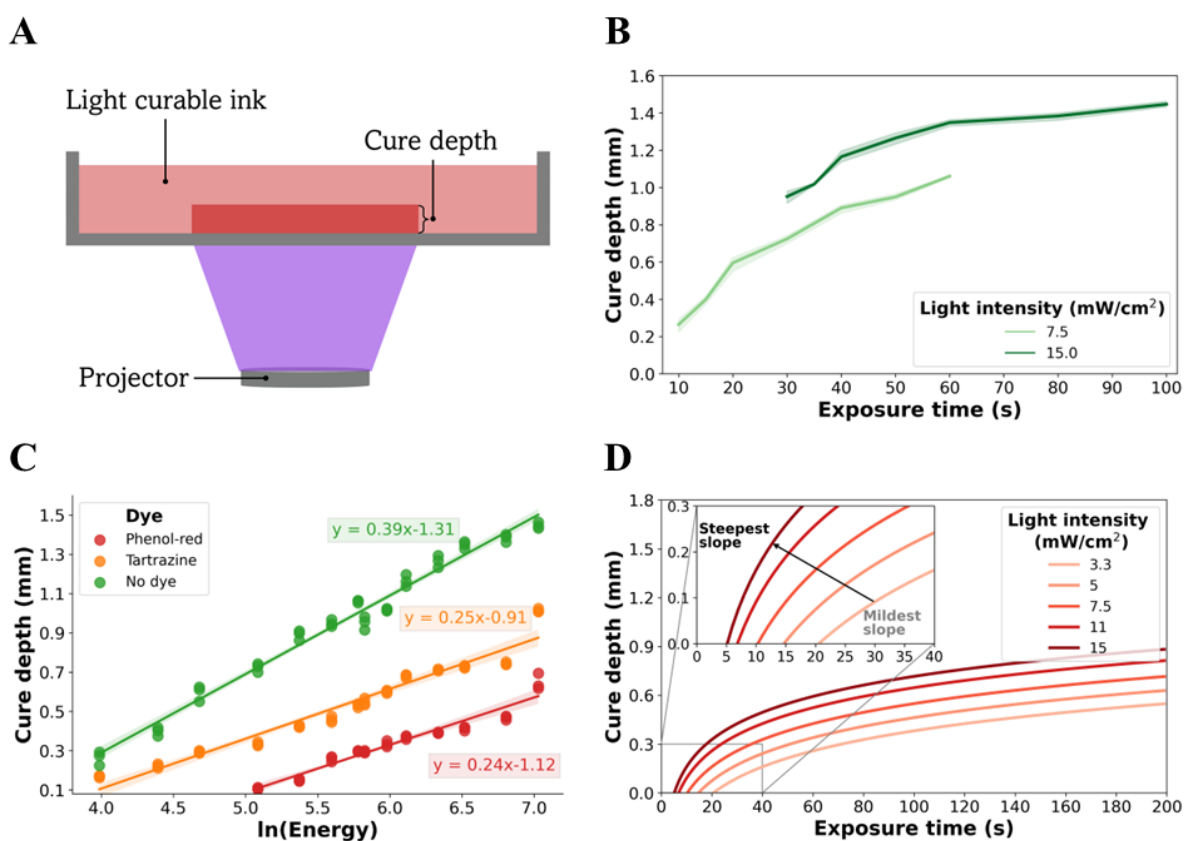 A
Light curable ink
Cure depth
Projector
B
Cure depth (mm)
1.6
1.4
1.2
1.0
0.8
0.6
0.4
0.2
0.0
Light intensity (mW/cm²)
7.5
15.0
10 20 30 40 50 60 70 80 90 100
Exposure time (s)
C
Cure depth (mm)
1.5
1.3
1.1
0.9
0.7
0.5
0.3
0.1
Dye
Phenol-red
Tartrazine
No dye
y = 0.39x-1.31
y = 0.25x-0.91
y = 0.24x-1.12
4.0 4.5 5.0 5.5 6.0 6.5 7.0
ln(Energy)
D
Cure depth (mm)
1.8
1.5
1.2
0.9
0.6
0.3
0.0
0.3
0.2
0.1
0.0
Steepest
slope
Mildest
slope
0 5 10 15 20 25 30 35 40
Light intensity
(mW/cm²)
3.3
5
7.5
11
15
0 20 40 60 80 100 120 140 160 180 200
Exposure time (s)